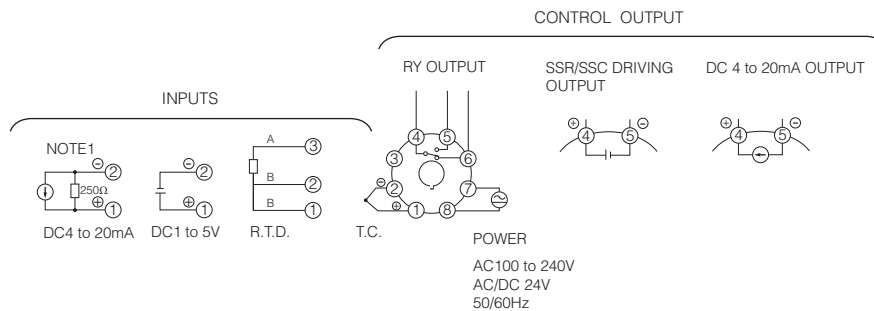 CONTROL OUTPUT
RY OUTPUT
SSR/SSC DRIVING
OUTPUT
DC 4 to 20mA OUTPUT
INPUTS
NOTE1
⊖ 2
250Ω
⊕ 1
DC4 to 20mA
⊖ 2
⊕ 1
DC1 to 5V
A 3
B 2
B 1
R.T.D.
T.C.
4 5
3 6
⊖ 2 7
⊕ 1 8
⊕ 4 5 ⊖
⊕ 4 5 ⊖
POWER
AC100 to 240V
AC/DC 24V
50/60Hz